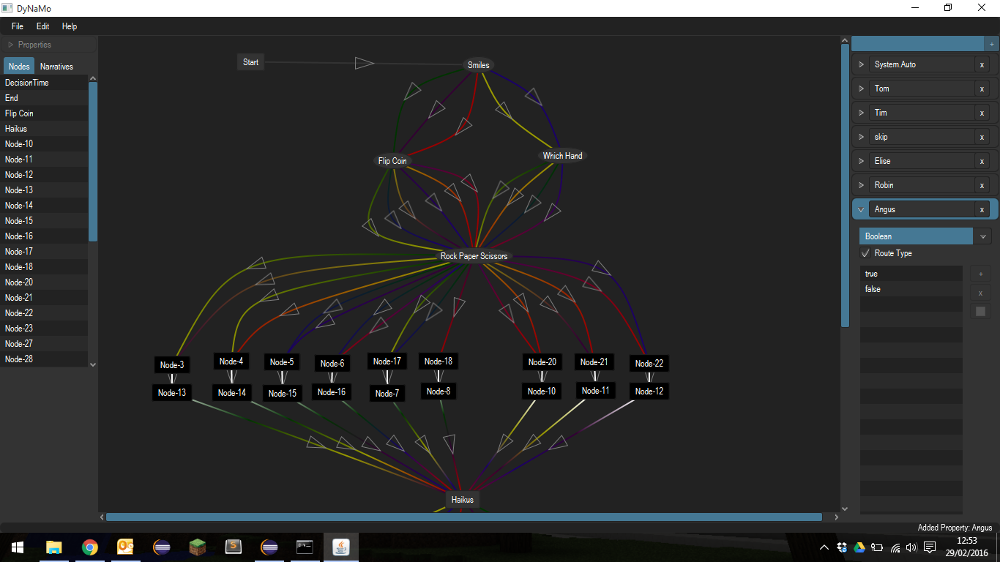 DyNaMo
File Edit Help
Properties
Nodes Narratives
DecisionTime
End
Flip Coin
Haikus
Node-10
Node-11
Node-12
Node-13
Node-14
Node-15
Node-16
Node-17
Node-18
Node-20
Node-21
Node-22
Node-23
Node-27
Node-28
Start
Smiles
Flip Coin
Which Hand
Rock Paper Scissors
Node-3 Node-4 Node-5 Node-6 Node-17 Node-18 Node-20 Node-21 Node-22
Node-13 Node-14 Node-15 Node-16 Node-7 Node-8 Node-10 Node-11 Node-12
Haikus
+
System.Auto x
Tom x
Tim x
skip x
Elise x
Robin x
Angus x
Boolean
Route Type
true
+
false
x
Added Property: Angus
12:53
29/02/2016